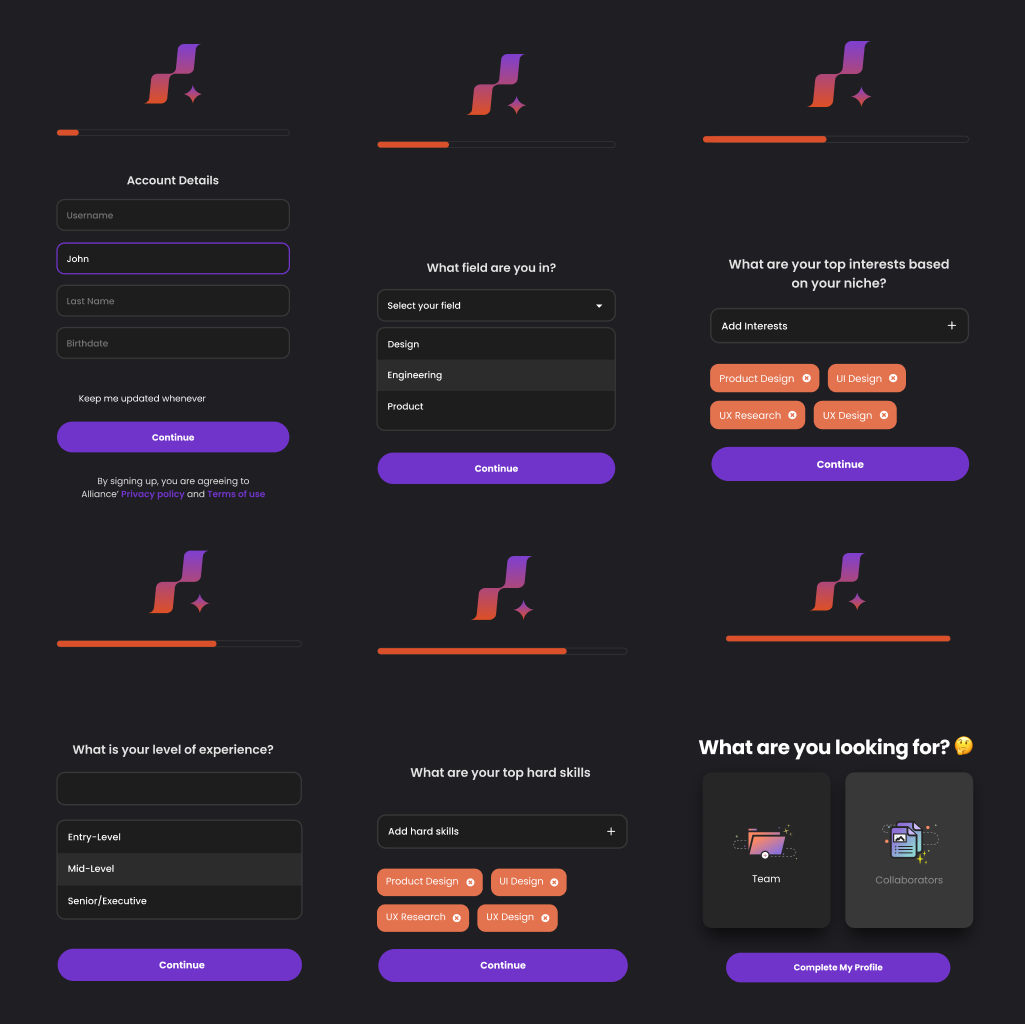 Account Details
Username
John
Last Name
Birthdate
Keep me updated whenever
Continue
By signing up, you are agreeing to
Alliance’ Privacy policy and Terms of use
What field are you in?
Select your field
Design
Engineering
Product
Continue
What are your top interests based
on your niche?
Add Interests
Product Design
UI Design
UX Research
UX Design
Continue
What is your level of experience?
Entry-Level
Mid-Level
Senior/Executive
Continue
What are your top hard skills
Add hard skills
Product Design
UI Design
UX Research
UX Design
Continue
What are you looking for? 🤔
Team
Collaborators
Complete My Profile